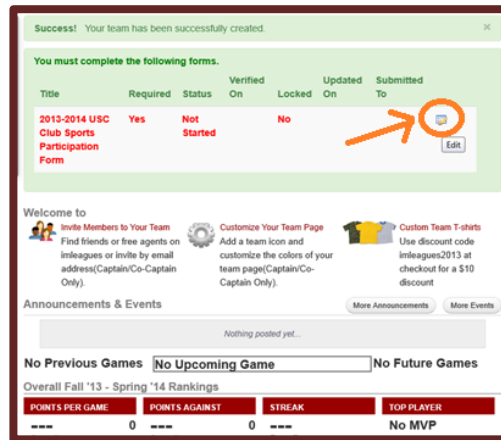 Success! Your team has been successfully created.
×
You must complete the following forms.
Title Required Status Verified On Locked Updated On Submitted To
2013-2014 USC Club Sports Participation Form Yes Not Started No
Edit
Welcome to
Invite Members to Your Team
Find friends or free agents on
imleagues or invite by email
address(Captain/Co-Captain
Only).
Customize Your Team Page
Add a team icon and
customize the colors of your
team page(Captain/Co-
Captain Only).
Custom Team T-shirts
Use discount code
imleagues2013 at
checkout for a $10
discount
Announcements & Events
More Announcements More Events
Nothing posted yet...
No Previous Games No Upcoming Game No Future Games
Overall Fall '13 - Spring '14 Rankings
POINTS PER GAME POINTS AGAINST STREAK TOP PLAYER
--- 0 --- 0 --- No MVP